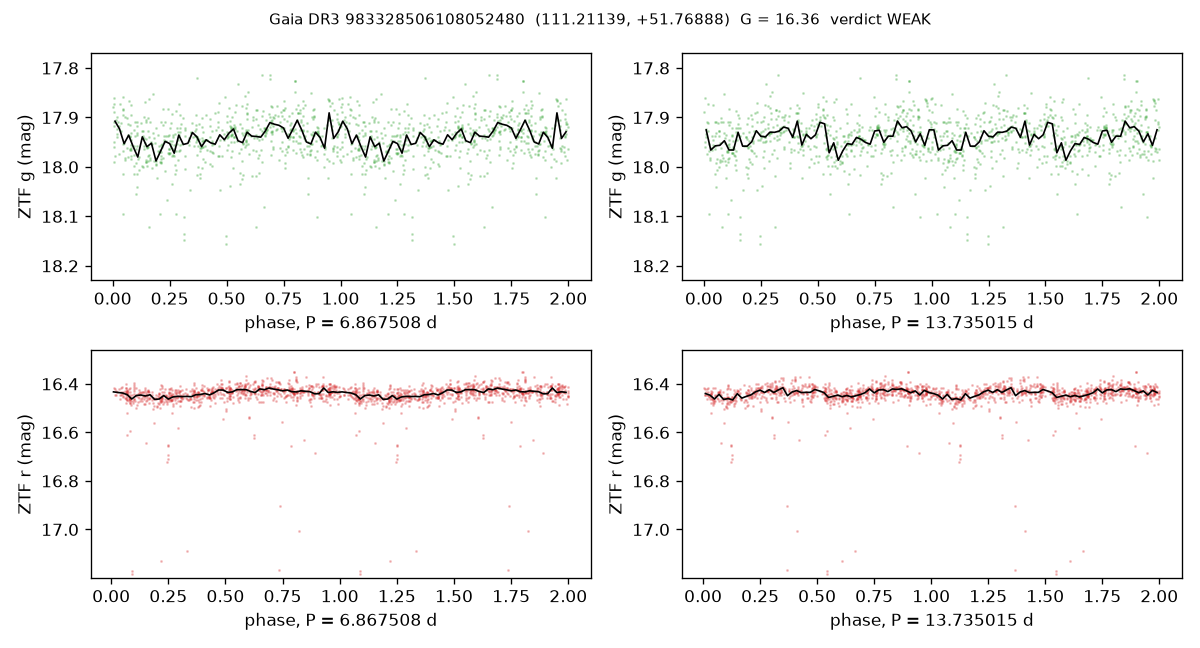 Gaia DR3 983328506108052480  (111.21139, +51.76888)  G = 16.36  verdict WEAK
ZTF g (mag)
17.8
17.9
18.0
18.1
18.2
0.00 0.25 0.50 0.75 1.00 1.25 1.50 1.75 2.00
phase, P = 6.867508 d
ZTF g (mag)
17.8
17.9
18.0
18.1
18.2
0.00 0.25 0.50 0.75 1.00 1.25 1.50 1.75 2.00
phase, P = 13.735015 d
ZTF r (mag)
16.4
16.6
16.8
17.0
0.00 0.25 0.50 0.75 1.00 1.25 1.50 1.75 2.00
phase, P = 6.867508 d
ZTF r (mag)
16.4
16.6
16.8
17.0
0.00 0.25 0.50 0.75 1.00 1.25 1.50 1.75 2.00
phase, P = 13.735015 d